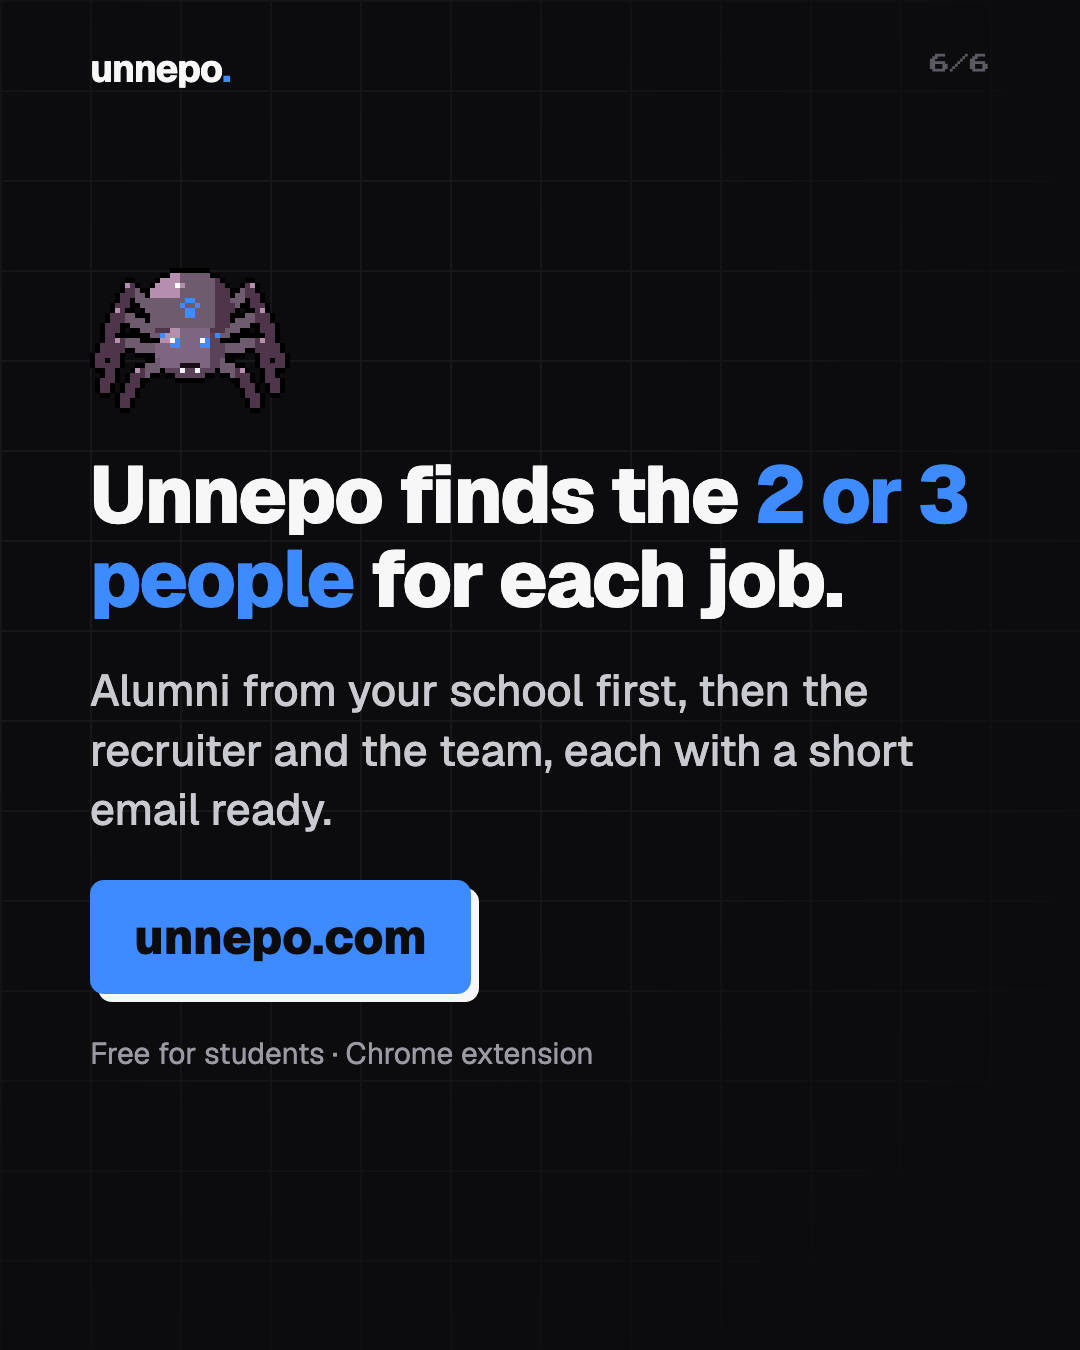 unnepo.
6/6
Unnepo finds the 2 or 3
people for each job.
Alumni from your school first, then the
recruiter and the team, each with a short
email ready.
unnepo.com
Free for students · Chrome extension